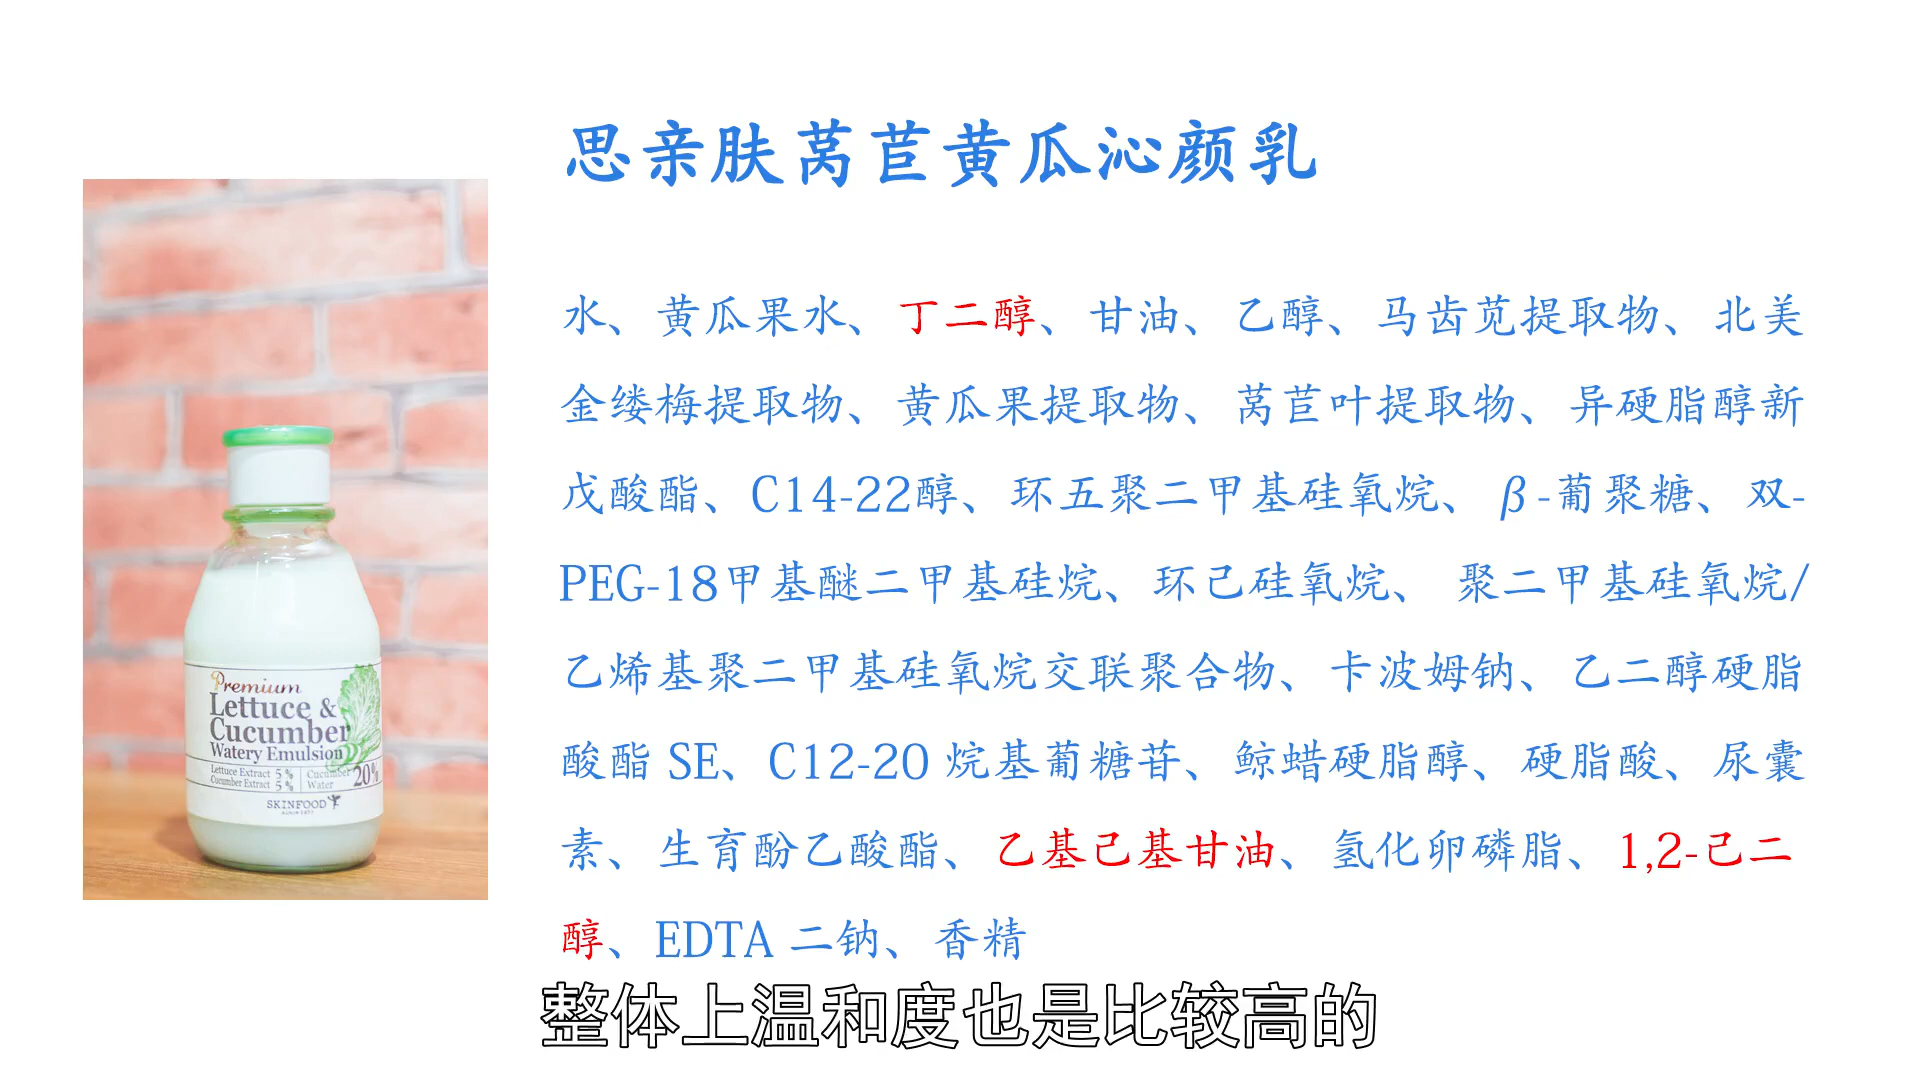 思亲肤莴苣黄瓜沁颜乳
水、黄瓜果水、丁二醇、甘油、乙醇、马齿苋提取物、北美
金缕梅提取物、黄瓜果提取物、莴苣叶提取物、异硬脂醇新
戊酸酯、C14-22醇、环五聚二甲基硅氧烷、β-葡聚糖、双-
PEG-18甲基醚二甲基硅烷、环己硅氧烷、 聚二甲基硅氧烷/
乙烯基聚二甲基硅氧烷交联聚合物、卡波姆钠、乙二醇硬脂
酸酯 SE、C12-20 烷基葡糖苷、鲸蜡硬脂醇、硬脂酸、尿囊
素、生育酚乙酸酯、乙基己基甘油、氢化卵磷脂、1,2-己二
醇、EDTA 二钠、香精
Premium
Lettuce &
Cucumber
Watery Emulsion
Lettuce Extract 5%
Cucumber Extract 5%
Cucumber
Water 20%
SKINFOOD
整体上温和度也是比较高的